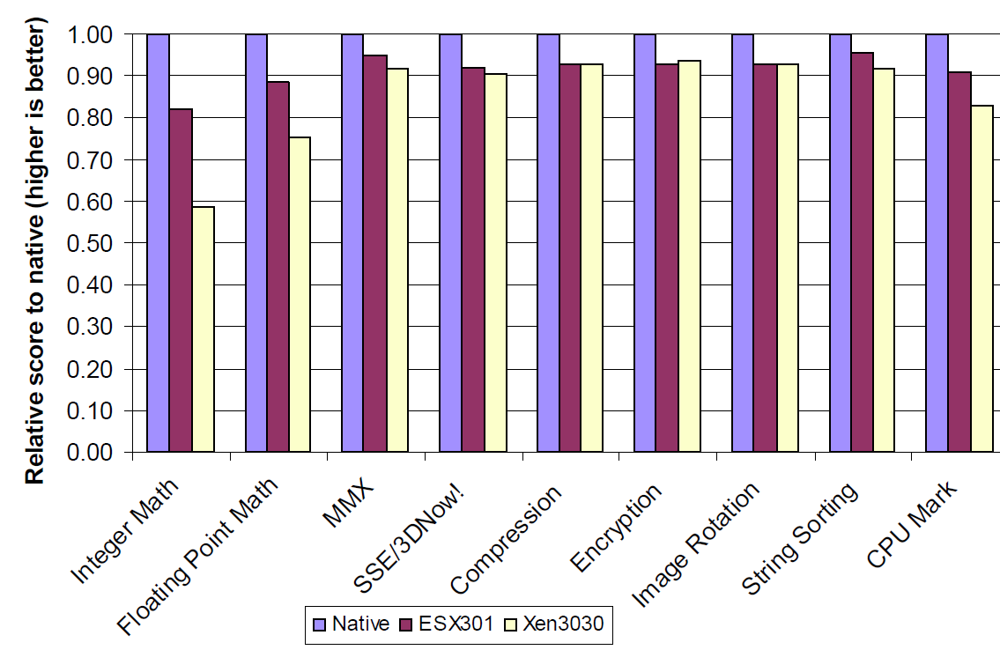 Relative score to native (higher is better)
1.00
0.90
0.80
0.70
0.60
0.50
0.40
0.30
0.20
0.10
0.00
Integer Math
Floating Point Math
MMX
SSE/3DNow!
Compression
Encryption
Image Rotation
String Sorting
CPU Mark
Native ESX301 Xen3030